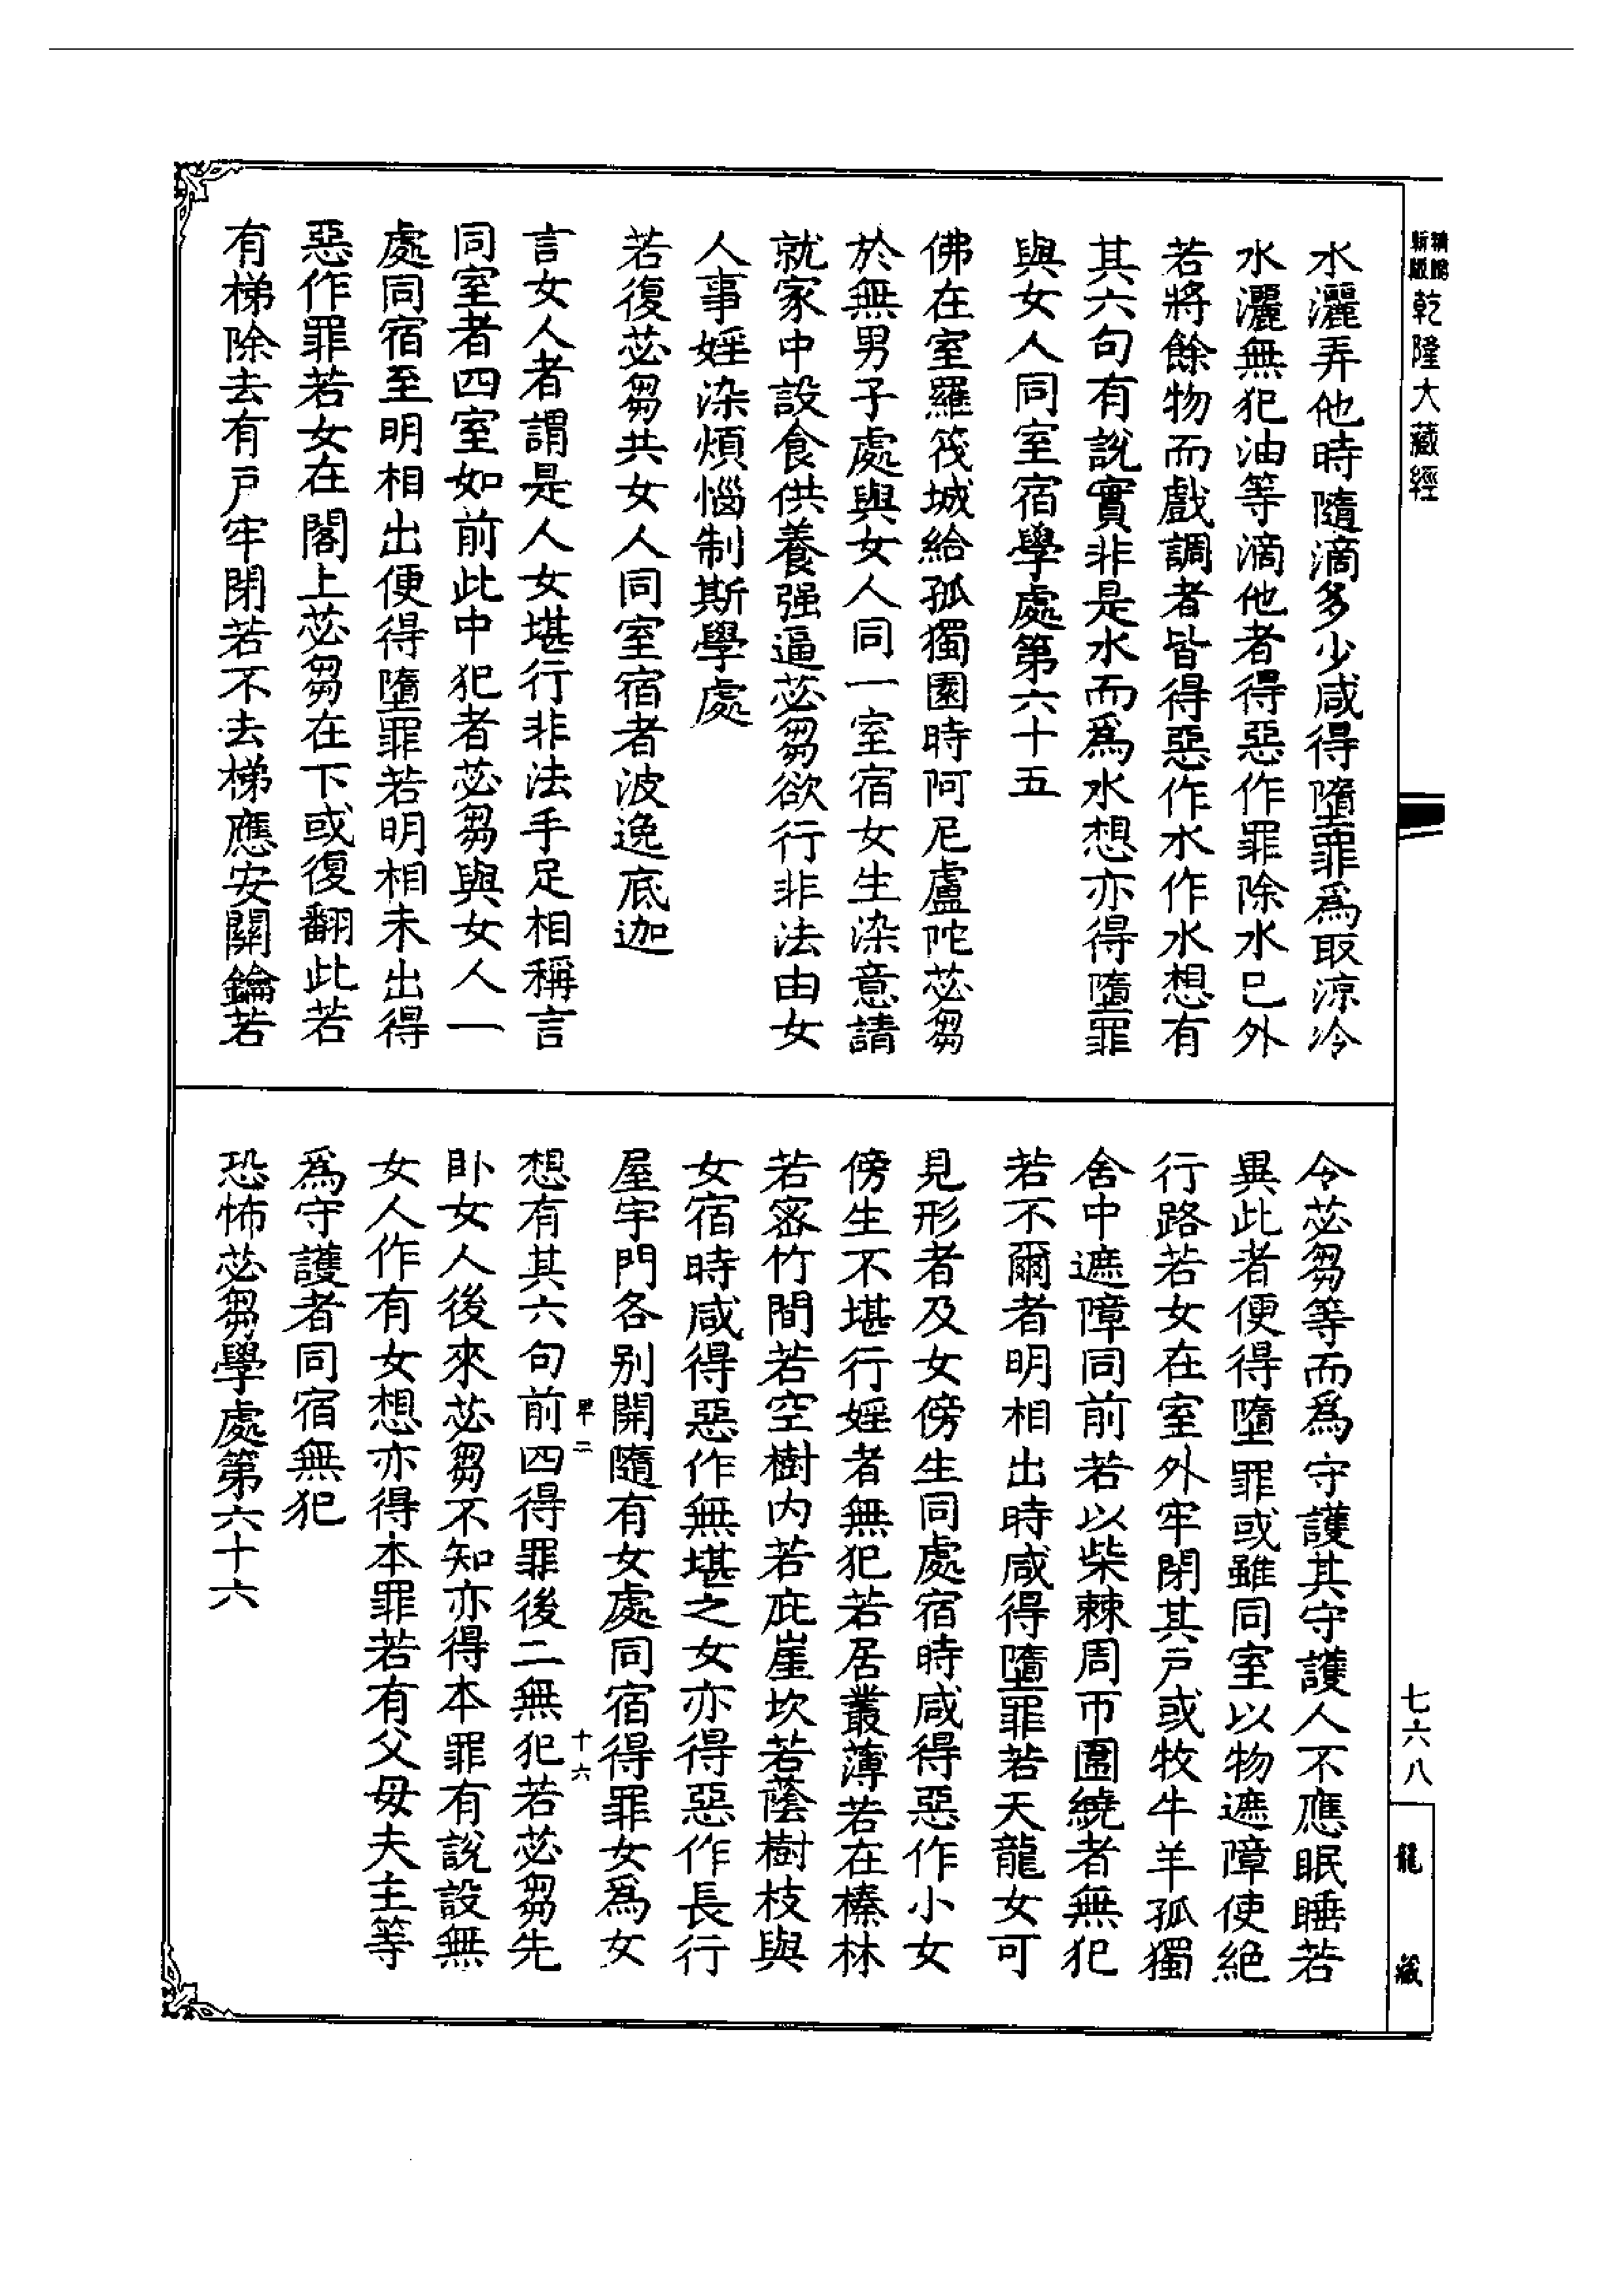 乾隆大藏經
水灑弄他時隨滴多少咸得墮罪爲取涼冷
水灑無犯油等滴他者得惡作罪除水已外
若將餘物而戲調者皆得惡作水作水想有
其六句有說實非是水而爲水想亦得墮罪
與女人同室宿學處第六十五
佛在室羅筏城給孤獨園時阿尼盧陀苾芻
於無男子處與女人同一室宿女生染意請
就家中設食供養强逼苾芻欲行非法由女
人事婬染煩惱制斯學處
若復苾芻共女人同室宿者波逸底迦
言女人者謂是人女堪行非法手足相稱言
同室者四室如前此中犯者苾芻與女人一
處同宿至明相出便得墮罪若明相未出得
惡作罪若女在閣上苾芻在下或復翻此若
有梯除去有戶牢閉若不去梯應安關鑰若
令苾芻等而爲守護其守護人不應眠睡若
異此者便得墮罪或雖同室以物遮障使絕
行路若女在室外牢閉其戶或牧牛羊孤獨
舍中遮障同前若以柴棘周帀圍繞者無犯
若不爾者明相出時咸得墮罪若天龍女可
見形者及女傍生同處宿時咸得惡作小女
傍生不堪行婬者無犯若居叢薄若在榛林
若密竹間若空樹内若庇崖坎若蔭樹枝與
女宿時咸得惡作無堪之女亦得惡作長行
屋宇門各別開隨有女處同宿得罪女爲女
想有其六句前四得罪後二無犯若苾芻先
卧女人後來苾芻不知亦得本罪有說設無
女人作有女想亦得本罪若有父母夫主等
爲守護者同宿無犯
恐怖苾芻學處第六十六
十六
七六八
龍藏